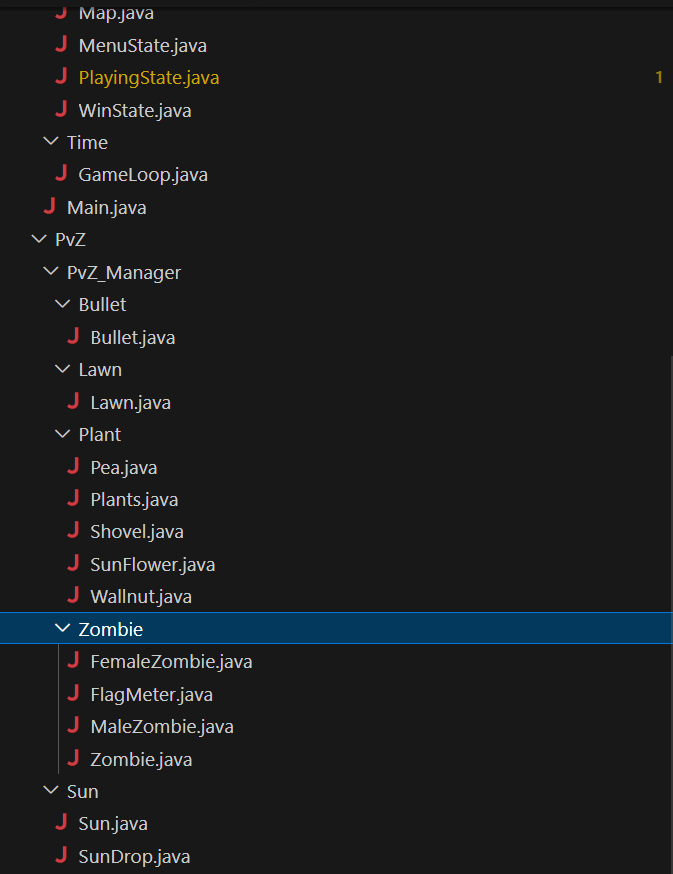 Map.java
MenuState.java
PlayingState.java 1
WinState.java
Time
GameLoop.java
Main.java
PvZ
PvZ_Manager
Bullet
Bullet.java
Lawn
Lawn.java
Plant
Pea.java
Plants.java
Shovel.java
SunFlower.java
Wallnut.java
Zombie
FemaleZombie.java
FlagMeter.java
MaleZombie.java
Zombie.java
Sun
Sun.java
SunDrop.java